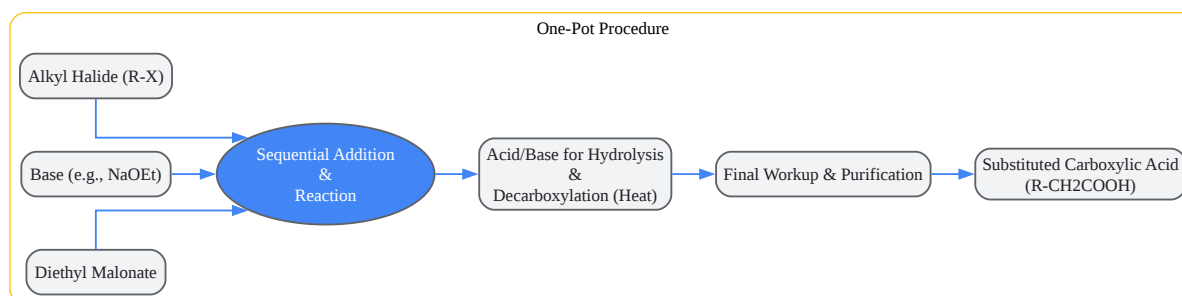 One-Pot Procedure
Alkyl Halide (R-X)
Base (e.g., NaOEt)
Diethyl Malonate
Sequential Addition
&
Reaction
Acid/Base for Hydrolysis
&
Decarboxylation (Heat)
Final Workup & Purification
Substituted Carboxylic Acid
(R-CH2COOH)